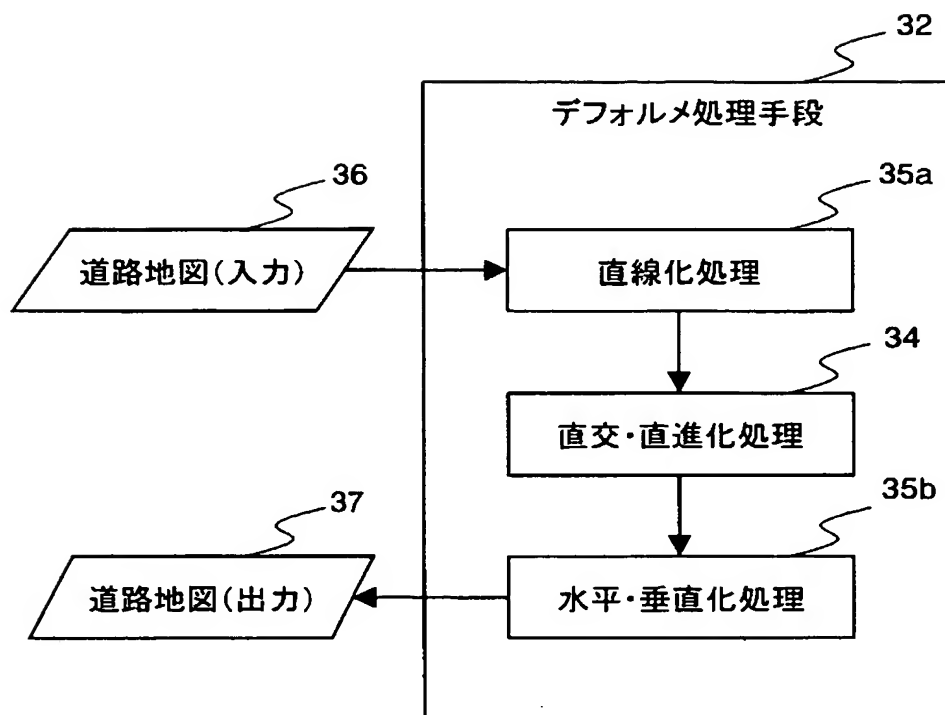 32
デフォルメ処理手段
36
35a
道路地図(入力)
直線化処理
34
直交・直進化処理
37
35b
道路地図(出力)
水平・垂直化処理